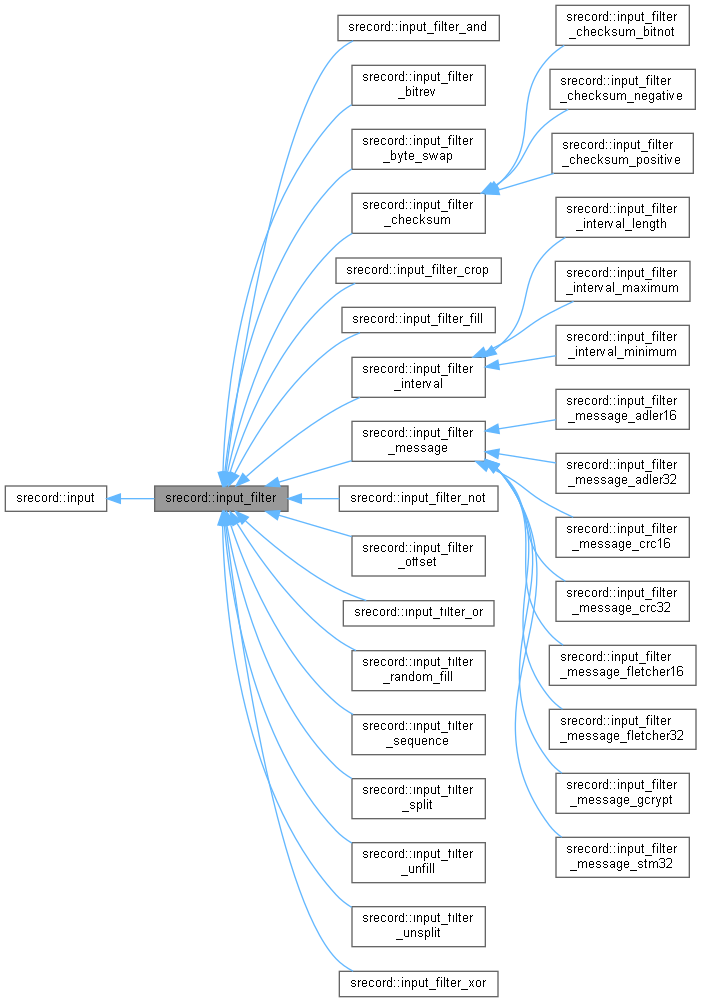 srecord::input
srecord::input_filter
srecord::input_filter_and
srecord::input_filter
_bitrev
srecord::input_filter
_byte_swap
srecord::input_filter
_checksum
srecord::input_filter_crop
srecord::input_filter_fill
srecord::input_filter
_interval
srecord::input_filter
_message
srecord::input_filter_not
srecord::input_filter
_offset
srecord::input_filter_or
srecord::input_filter
_random_fill
srecord::input_filter
_sequence
srecord::input_filter
_split
srecord::input_filter
_unfill
srecord::input_filter
_unsplit
srecord::input_filter_xor
srecord::input_filter
_checksum_bitnot
srecord::input_filter
_checksum_negative
srecord::input_filter
_checksum_positive
srecord::input_filter
_interval_length
srecord::input_filter
_interval_maximum
srecord::input_filter
_interval_minimum
srecord::input_filter
_message_adler16
srecord::input_filter
_message_adler32
srecord::input_filter
_message_crc16
srecord::input_filter
_message_crc32
srecord::input_filter
_message_fletcher16
srecord::input_filter
_message_fletcher32
srecord::input_filter
_message_gcrypt
srecord::input_filter
_message_stm32